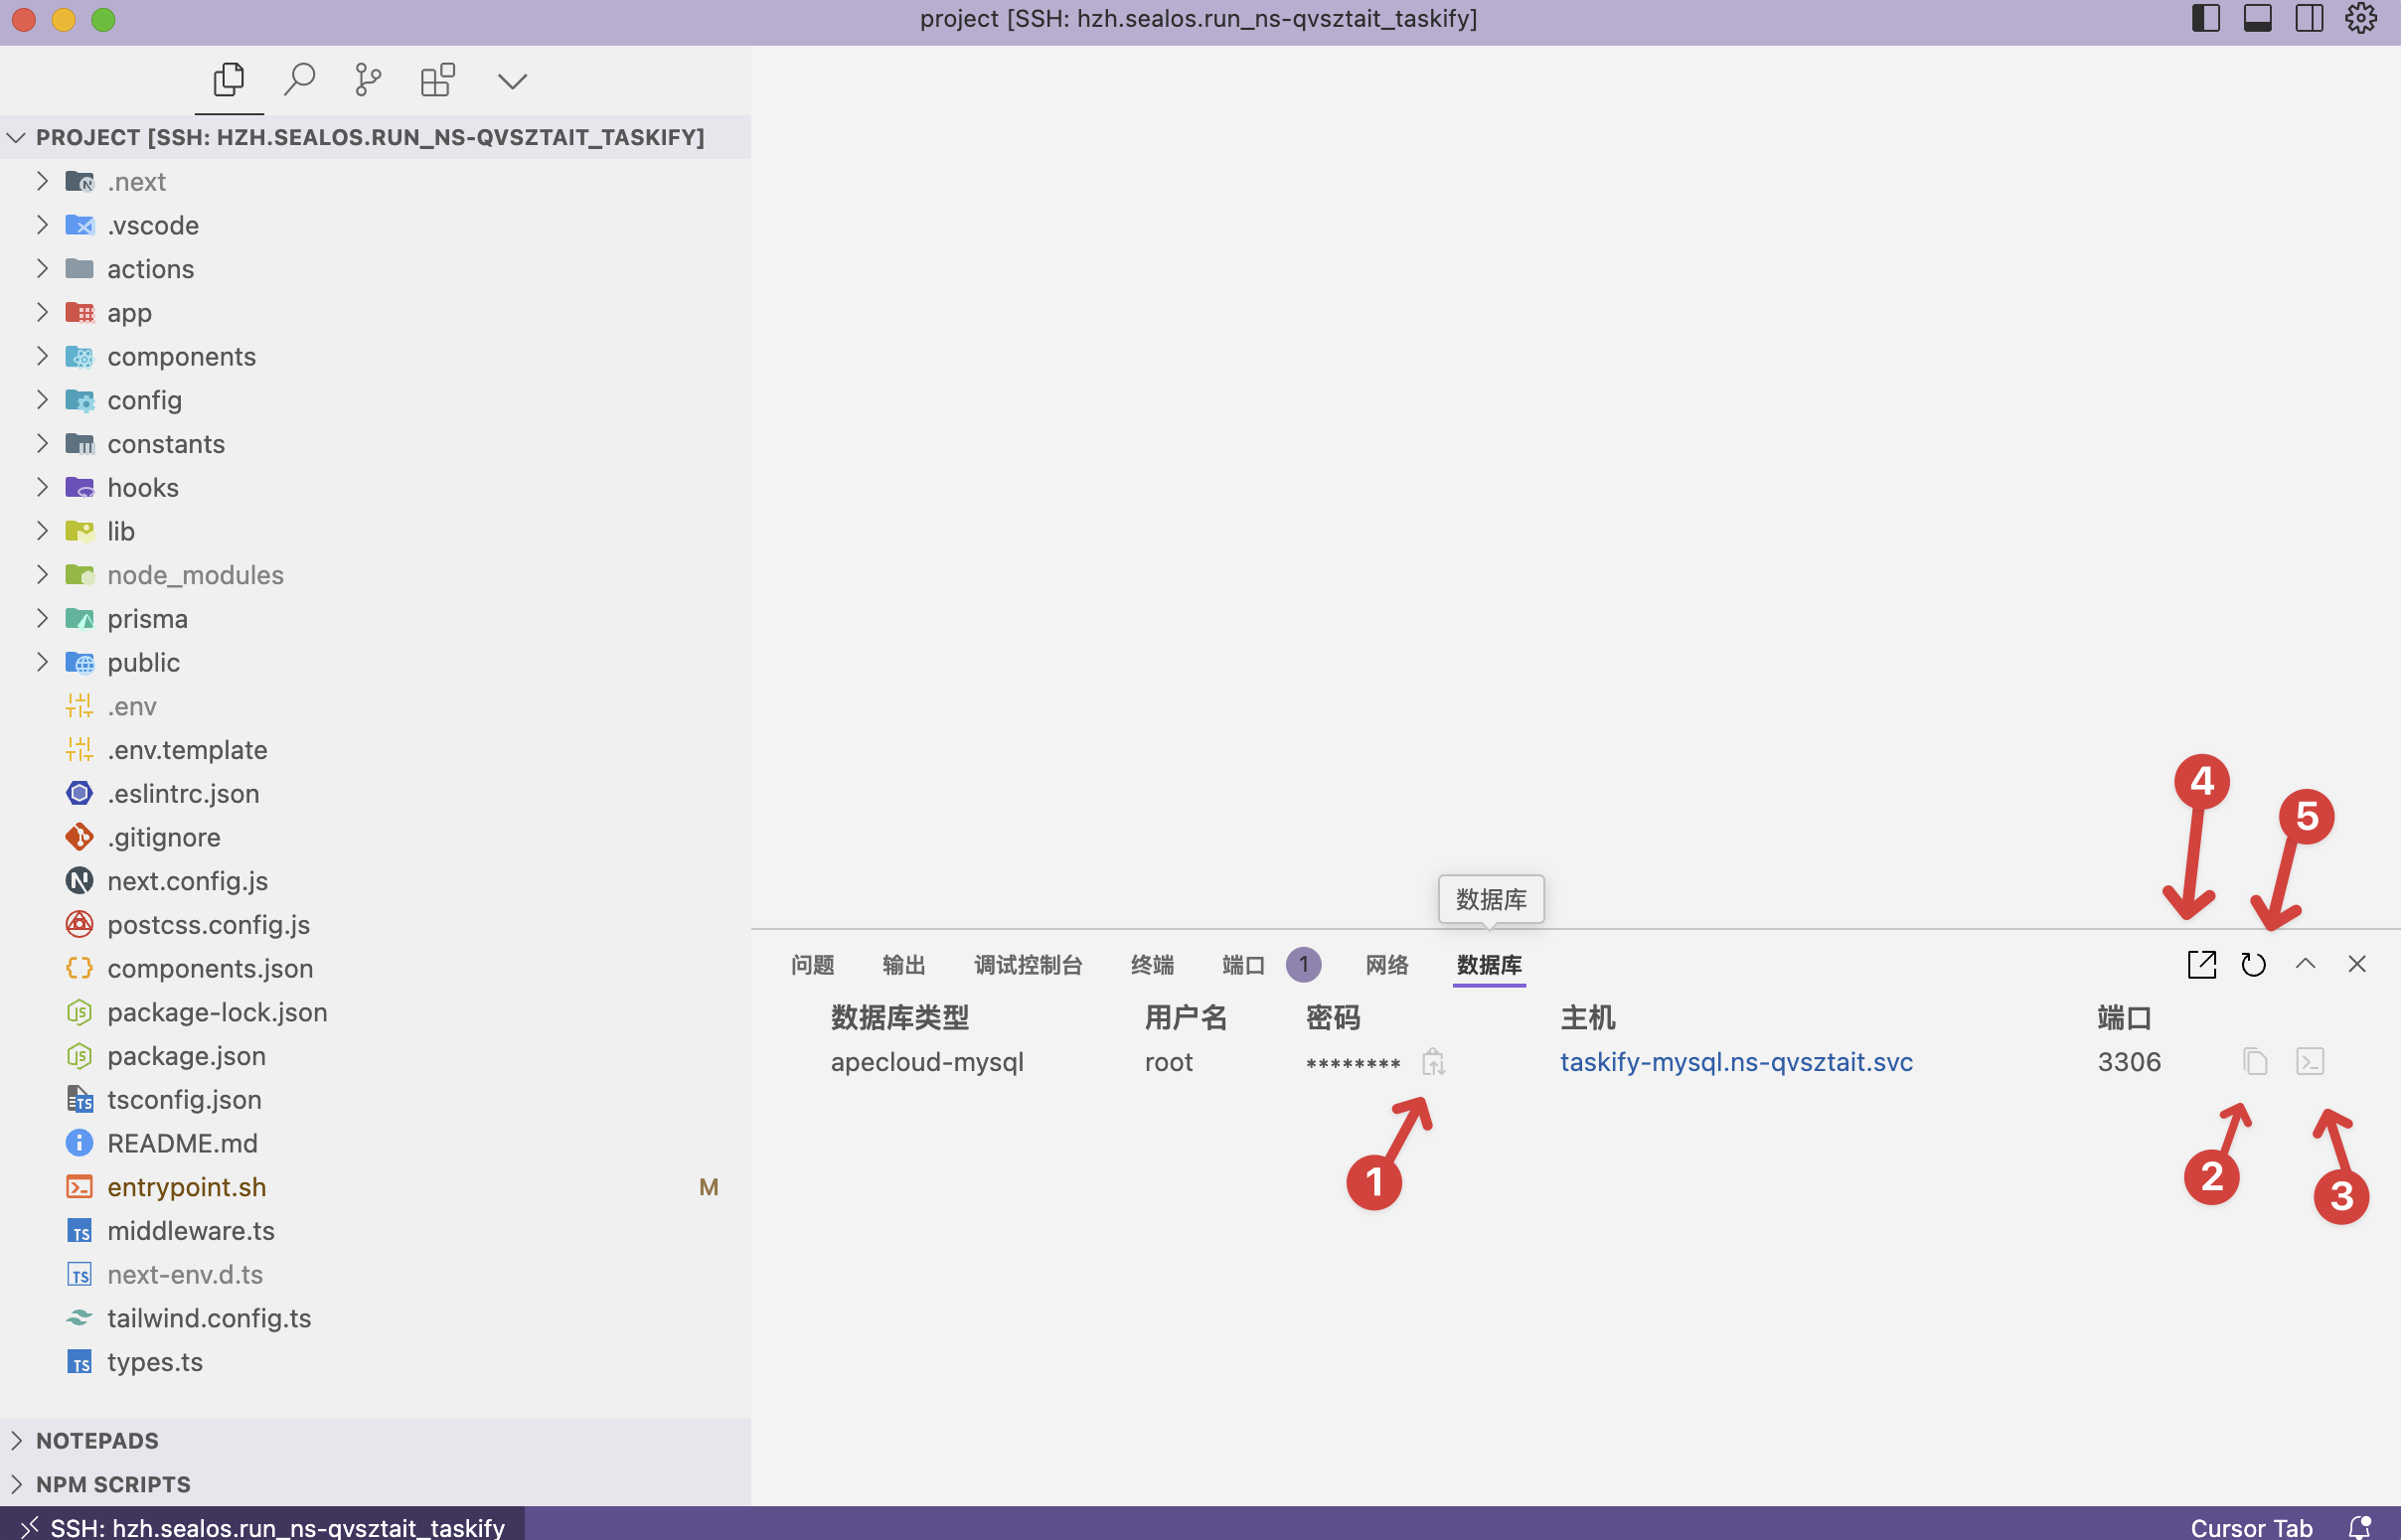 project [SSH: hzh.sealos.run_ns-qvsztait_taskify]
PROJECT [SSH: HZH.SEALOS.RUN_NS-QVSZTAIT_TASKIFY]
.next
.vscode
actions
app
components
config
constants
hooks
lib
node_modules
prisma
public
.env
.env.template
.eslintrc.json
.gitignore
next.config.js
postcss.config.js
components.json
package-lock.json
package.json
tsconfig.json
README.md
entrypoint.sh M
middleware.ts
next-env.d.ts
tailwind.config.ts
types.ts
NOTEPADS
NPM SCRIPTS
4
5
数据库
问题 输出 调试控制台 终端 端口 1 网络 数据库
数据库类型 用户名 密码 主机 端口
apecloud-mysql root ******** taskify-mysql.ns-qvsztait.svc 3306
1
2
3
SSH: hzh.sealos.run_ns-qvsztait_taskify Cursor Tab